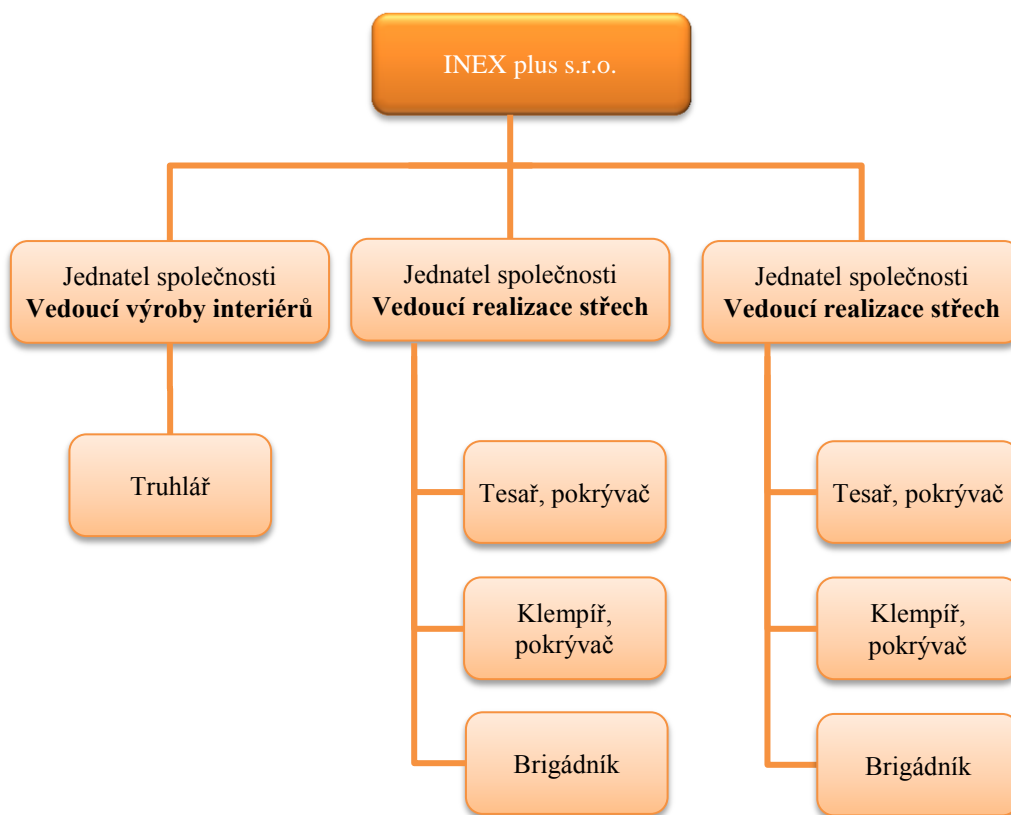 INEX plus s.r.o.
Jednatel společnosti
Vedoucí výroby interiérů
Jednatel společnosti
Vedoucí realizace střech
Jednatel společnosti
Vedoucí realizace střech
Truhlář
Tesař, pokrývač
Tesař, pokrývač
Klempíř,
pokrývač
Klempíř,
pokrývač
Brigádník
Brigádník